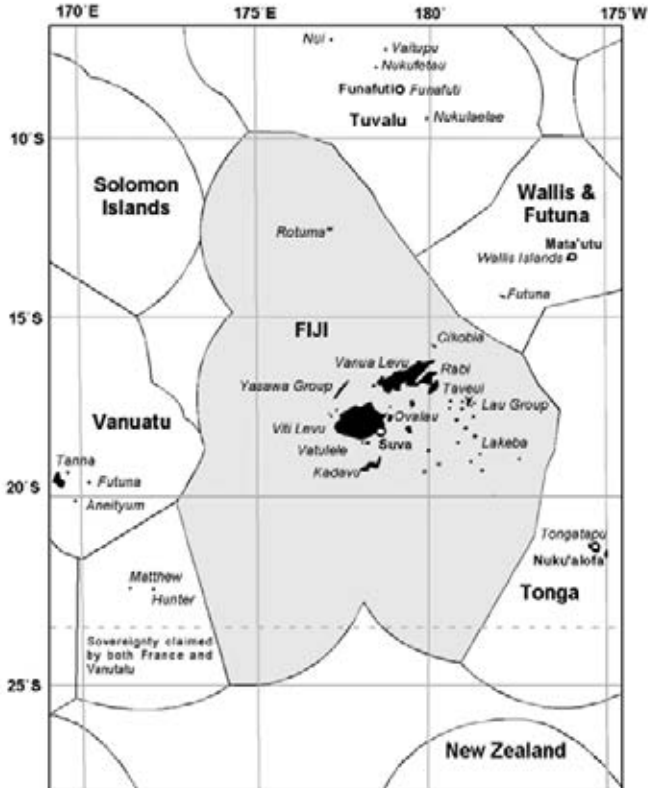 170˚E
175˚E
180˚
175˚W
Nui
Vaitupu
Nukufetau
Funafuti Funafuti
Tuvalu
Nukulaelae
10˚S
Solomon
Islands
Wallis &
Futuna
Rotuma
Mata'utu
Wallis Islands
Futuna
15˚S
FIJI
Cikobia
Vanua Levu
Rabi
Yasawa Group
Taveui
Lau Group
Vanuatu
Viti Levu
Ovalau
Suva
Lakeba
Vatulele
Tanna
Futuna
Kadavu
20˚S
Aneityum
Tongatapu
Nuku'alofa
Matthew
Hunter
Tonga
Sovereignty claimed
by both France and
Vanutalu
25˚S
New Zealand